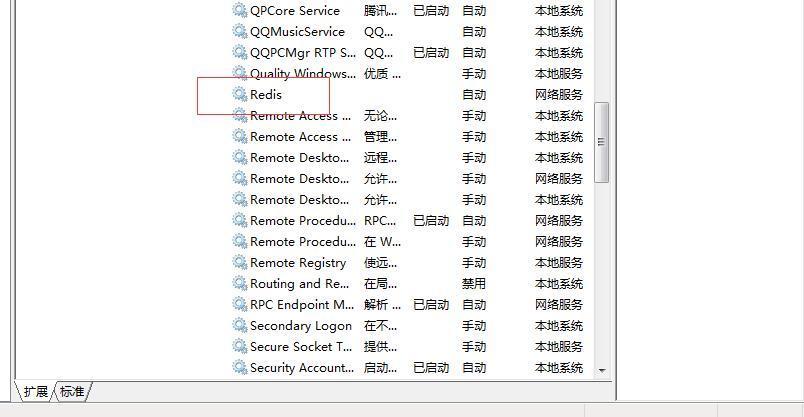 QPCore Service 腾讯... 已启动 自动 本地系统
QQMusicService QQ... 手动 本地系统
QQPCMgr RTP S... QQ... 已启动 自动 本地系统
Quality Windows... 优质 ... 手动 本地服务
Redis 自动 网络服务
Remote Access ... 无论... 手动 本地系统
Remote Access ... 管理... 手动 本地系统
Remote Deskto... 远程... 手动 本地系统
Remote Deskto... 允许... 手动 网络服务
Remote Deskto... 允许... 手动 本地系统
Remote Procedu... RPC... 已启动 自动 网络服务
Remote Procedu... 在 W... 手动 网络服务
Remote Registry 使远... 手动 本地服务
Routing and Re... 在局... 禁用 本地系统
RPC Endpoint M... 解析 ... 已启动 自动 网络服务
Secondary Logon 在不... 手动 本地系统
Secure Socket T... 提供... 手动 本地服务
Security Account... 启动... 已启动 自动 本地系统
扩展 标准